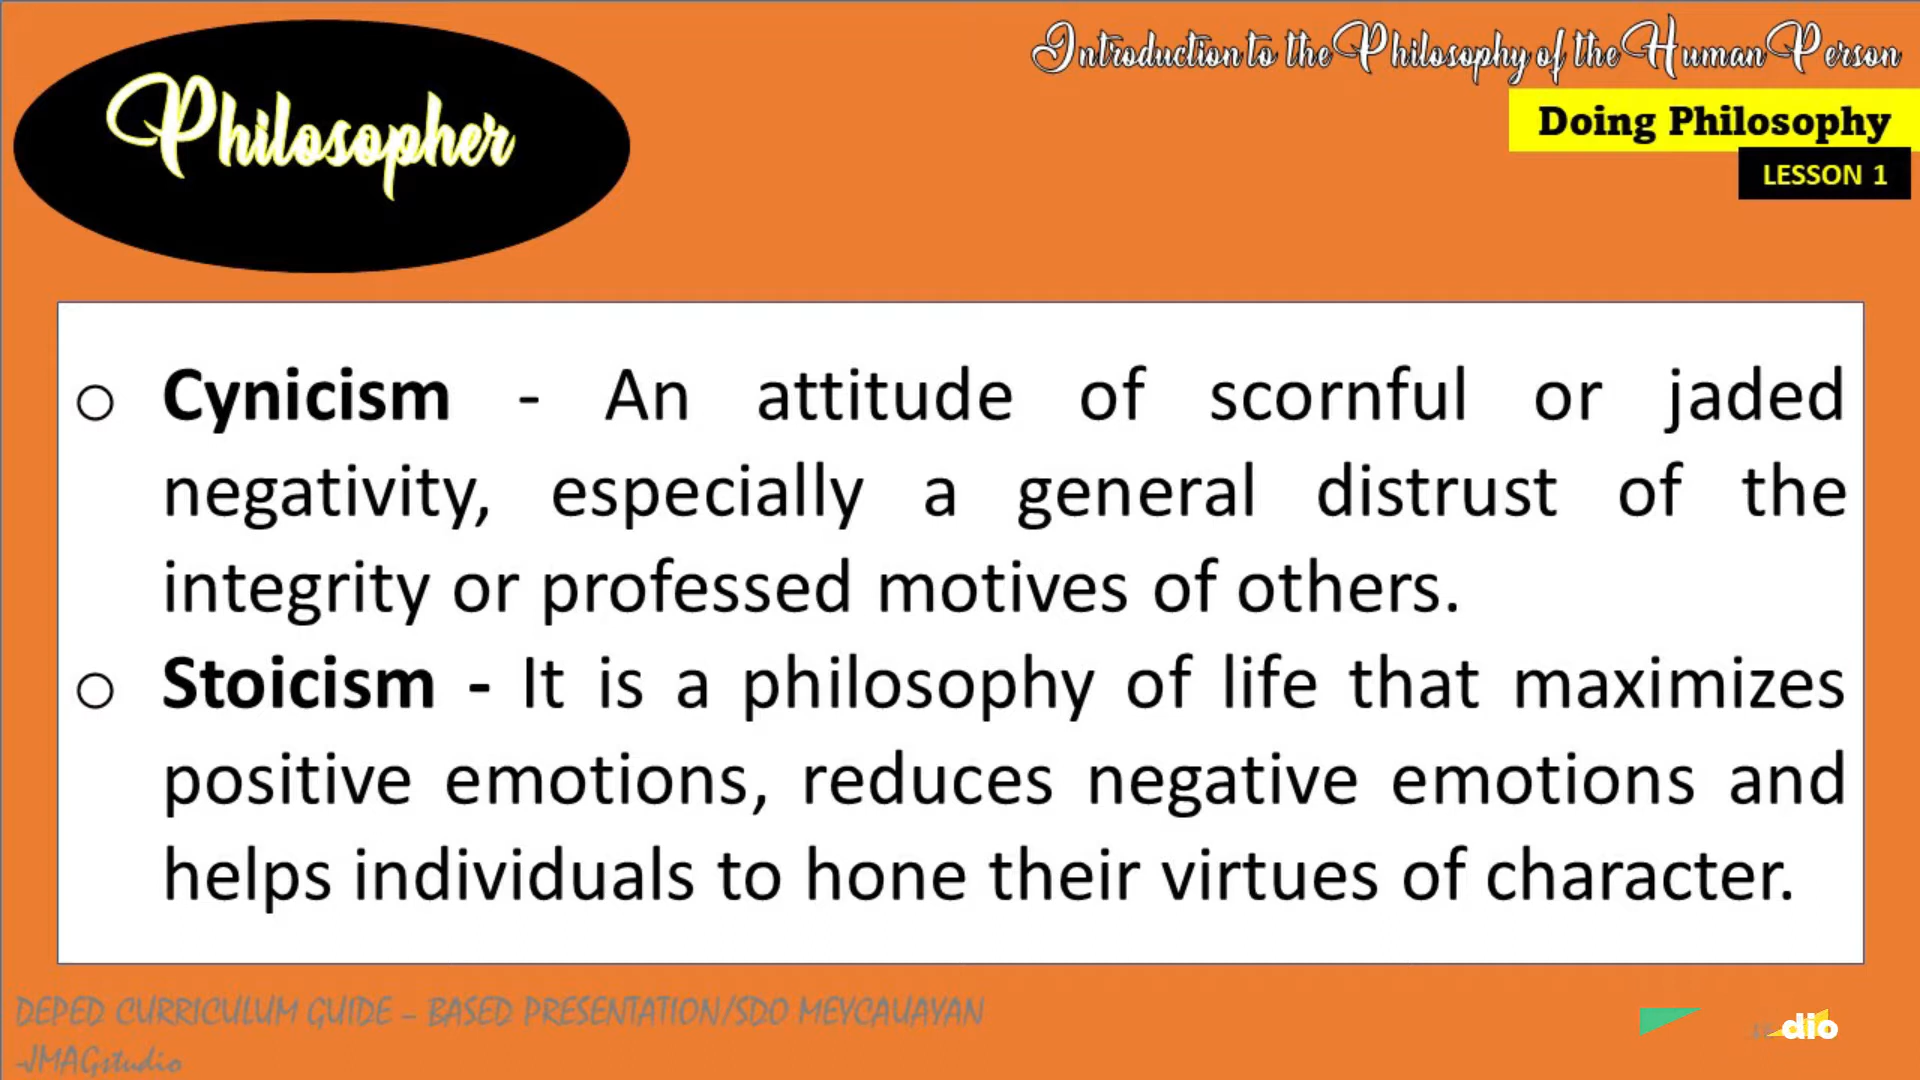 Philosopher
Introduction to the Philosophy of the Human Person
Doing Philosophy
LESSON 1
o Cynicism - An attitude of scornful or jaded
negativity, especially a general distrust of the
integrity or professed motives of others.
o Stoicism - It is a philosophy of life that maximizes
positive emotions, reduces negative emotions and
helps individuals to hone their virtues of character.
DEPED CURRICULUM GUIDE – BASED PRESENTATION/SDO MEYCAUAYAN
-JMAGstudio
dio